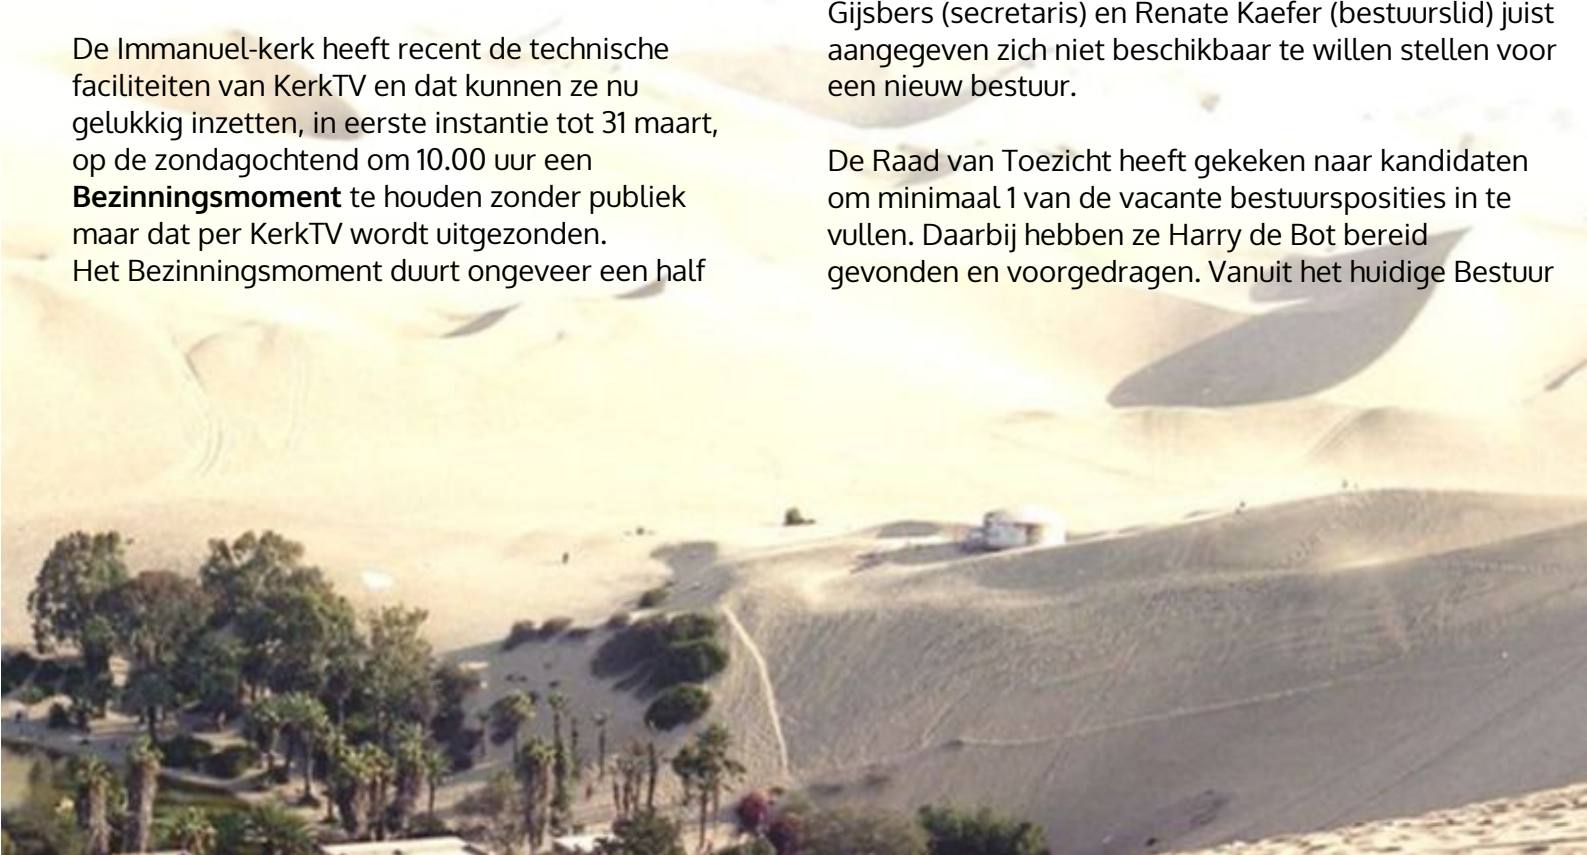 De Immanuel-kerk heeft recent de technische
faciliteiten van KerkTV en dat kunnen ze nu
gelukkig inzetten, in eerste instantie tot 31 maart,
op de zondagochtend om 10.00 uur een
Bezinningsmoment te houden zonder publiek
maar dat per KerkTV wordt uitgezonden.
Het Bezinningsmoment duurt ongeveer een half
Gijsbers (secretaris) en Renate Kaefer (bestuurslid) juist
aangegeven zich niet beschikbaar te willen stellen voor
een nieuw bestuur.
De Raad van Toezicht heeft gekeken naar kandidaten
om minimaal 1 van de vacante bestuursposities in te
vullen. Daarbij hebben ze Harry de Bot bereid
gevonden en voorgedragen. Vanuit het huidige Bestuur